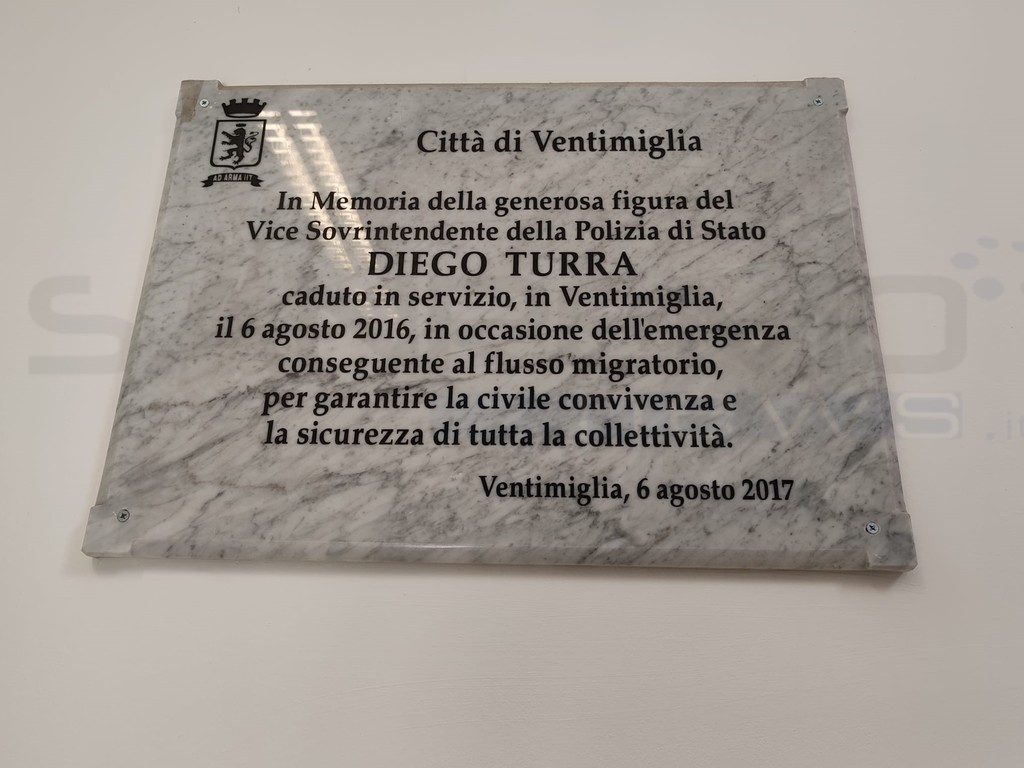 Città di Ventimiglia
AD ARMA IIT
In Memoria della generosa figura del
Vice Sovrintendente della Polizia di Stato
DIEGO TURRA
caduto in servizio, in Ventimiglia,
il 6 agosto 2016, in occasione dell'emergenza
conseguente al flusso migratorio,
per garantire la civile convivenza e
la sicurezza di tutta la collettività.
Ventimiglia, 6 agosto 2017